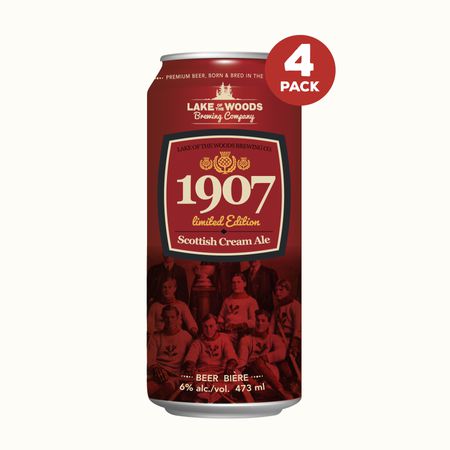 4
PACK
PREMIUM BEER, BORN & BRED IN THE
LAKE OF THE WOODS
Brewing Company
LAKE OF THE WOODS BREWING CO.
1907
limited Edition
Scottish Cream Ale
BEER BIÈRE
6% alc./vol. 473 ml